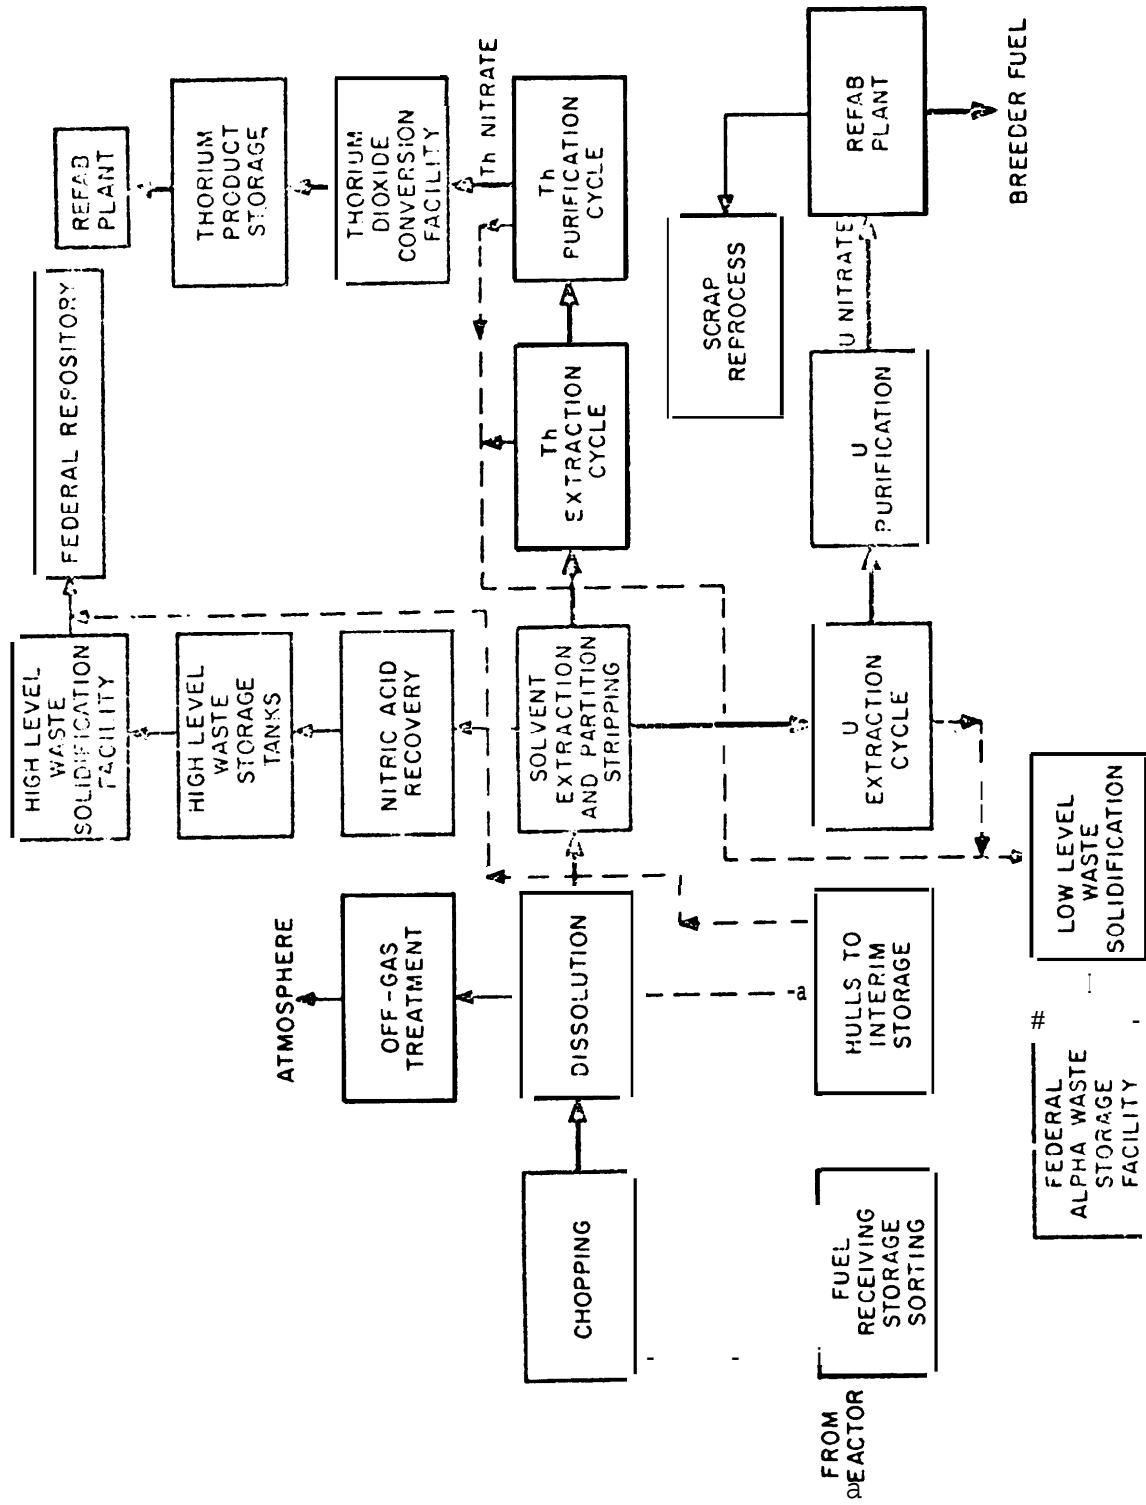 HIGH LEVEL
WASTE
SOLIDIFICATION
FACILITY
FEDERAL REPOSITORY
REFAB
PLANT
HIGH LEVEL
WASTE
STORAGE
TANKS
THORIUM
PRODUCT
STORAGE
ATMOSPHERE
OFF-GAS
TREATMENT
NITRIC ACID
RECOVERY
THORIUM
DIOXIDE
CONVERSION
FACILITY
Th NITRATE
CHOPPING
DISSOLUTION
SOLVENT
EXTRACTION
AND PARTITION
STRIPPING
Th
EXTRACTION
CYCLE
Th
PURIFICATION
CYCLE
SCRAP
REPROCESS
FROM
REACTOR
FUEL
RECEIVING
STORAGE
SORTING
-a
HULLS TO
INTERIM
STORAGE
U
EXTRACTION
CYCLE
U
PURIFICATION
U NITRATE
REFAB
PLANT
BREEDER FUEL
FEDERAL
ALPHA WASTE
STORAGE
FACILITY
#
LOW LEVEL
WASTE
SOLIDIFICATION